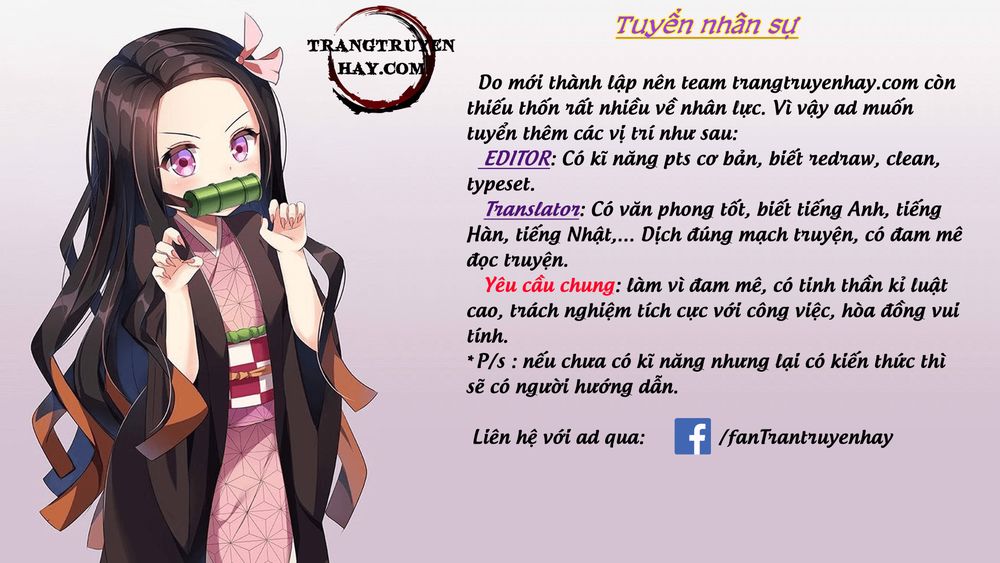 TRANGTRUYEN
HAY.COM
Tuyển nhân sự
Do mới thành lập nên team trangtruyenhay.com còn
thiếu thốn rất nhiều về nhân lực. Vì vậy ad muốn
tuyển thêm các vị trí như sau:
EDITOR: Có kĩ năng pts cơ bản, biết redraw, clean,
typeset.
Translator: Có văn phong tốt, biết tiếng Anh, tiếng
Hàn, tiếng Nhật,... Dịch đúng mạch truyện, có đam mê
đọc truyện.
Yêu cầu chung: làm vì đam mê, có tinh thần kỉ luật
cao, trách nghiệm tích cực với công việc, hòa đồng vui
tính.
*P/s : nếu chưa có kĩ năng nhưng lại có kiến thức thì
sẽ có người hướng dẫn.
Liên hệ với ad qua: f /fanTrantruyenhay